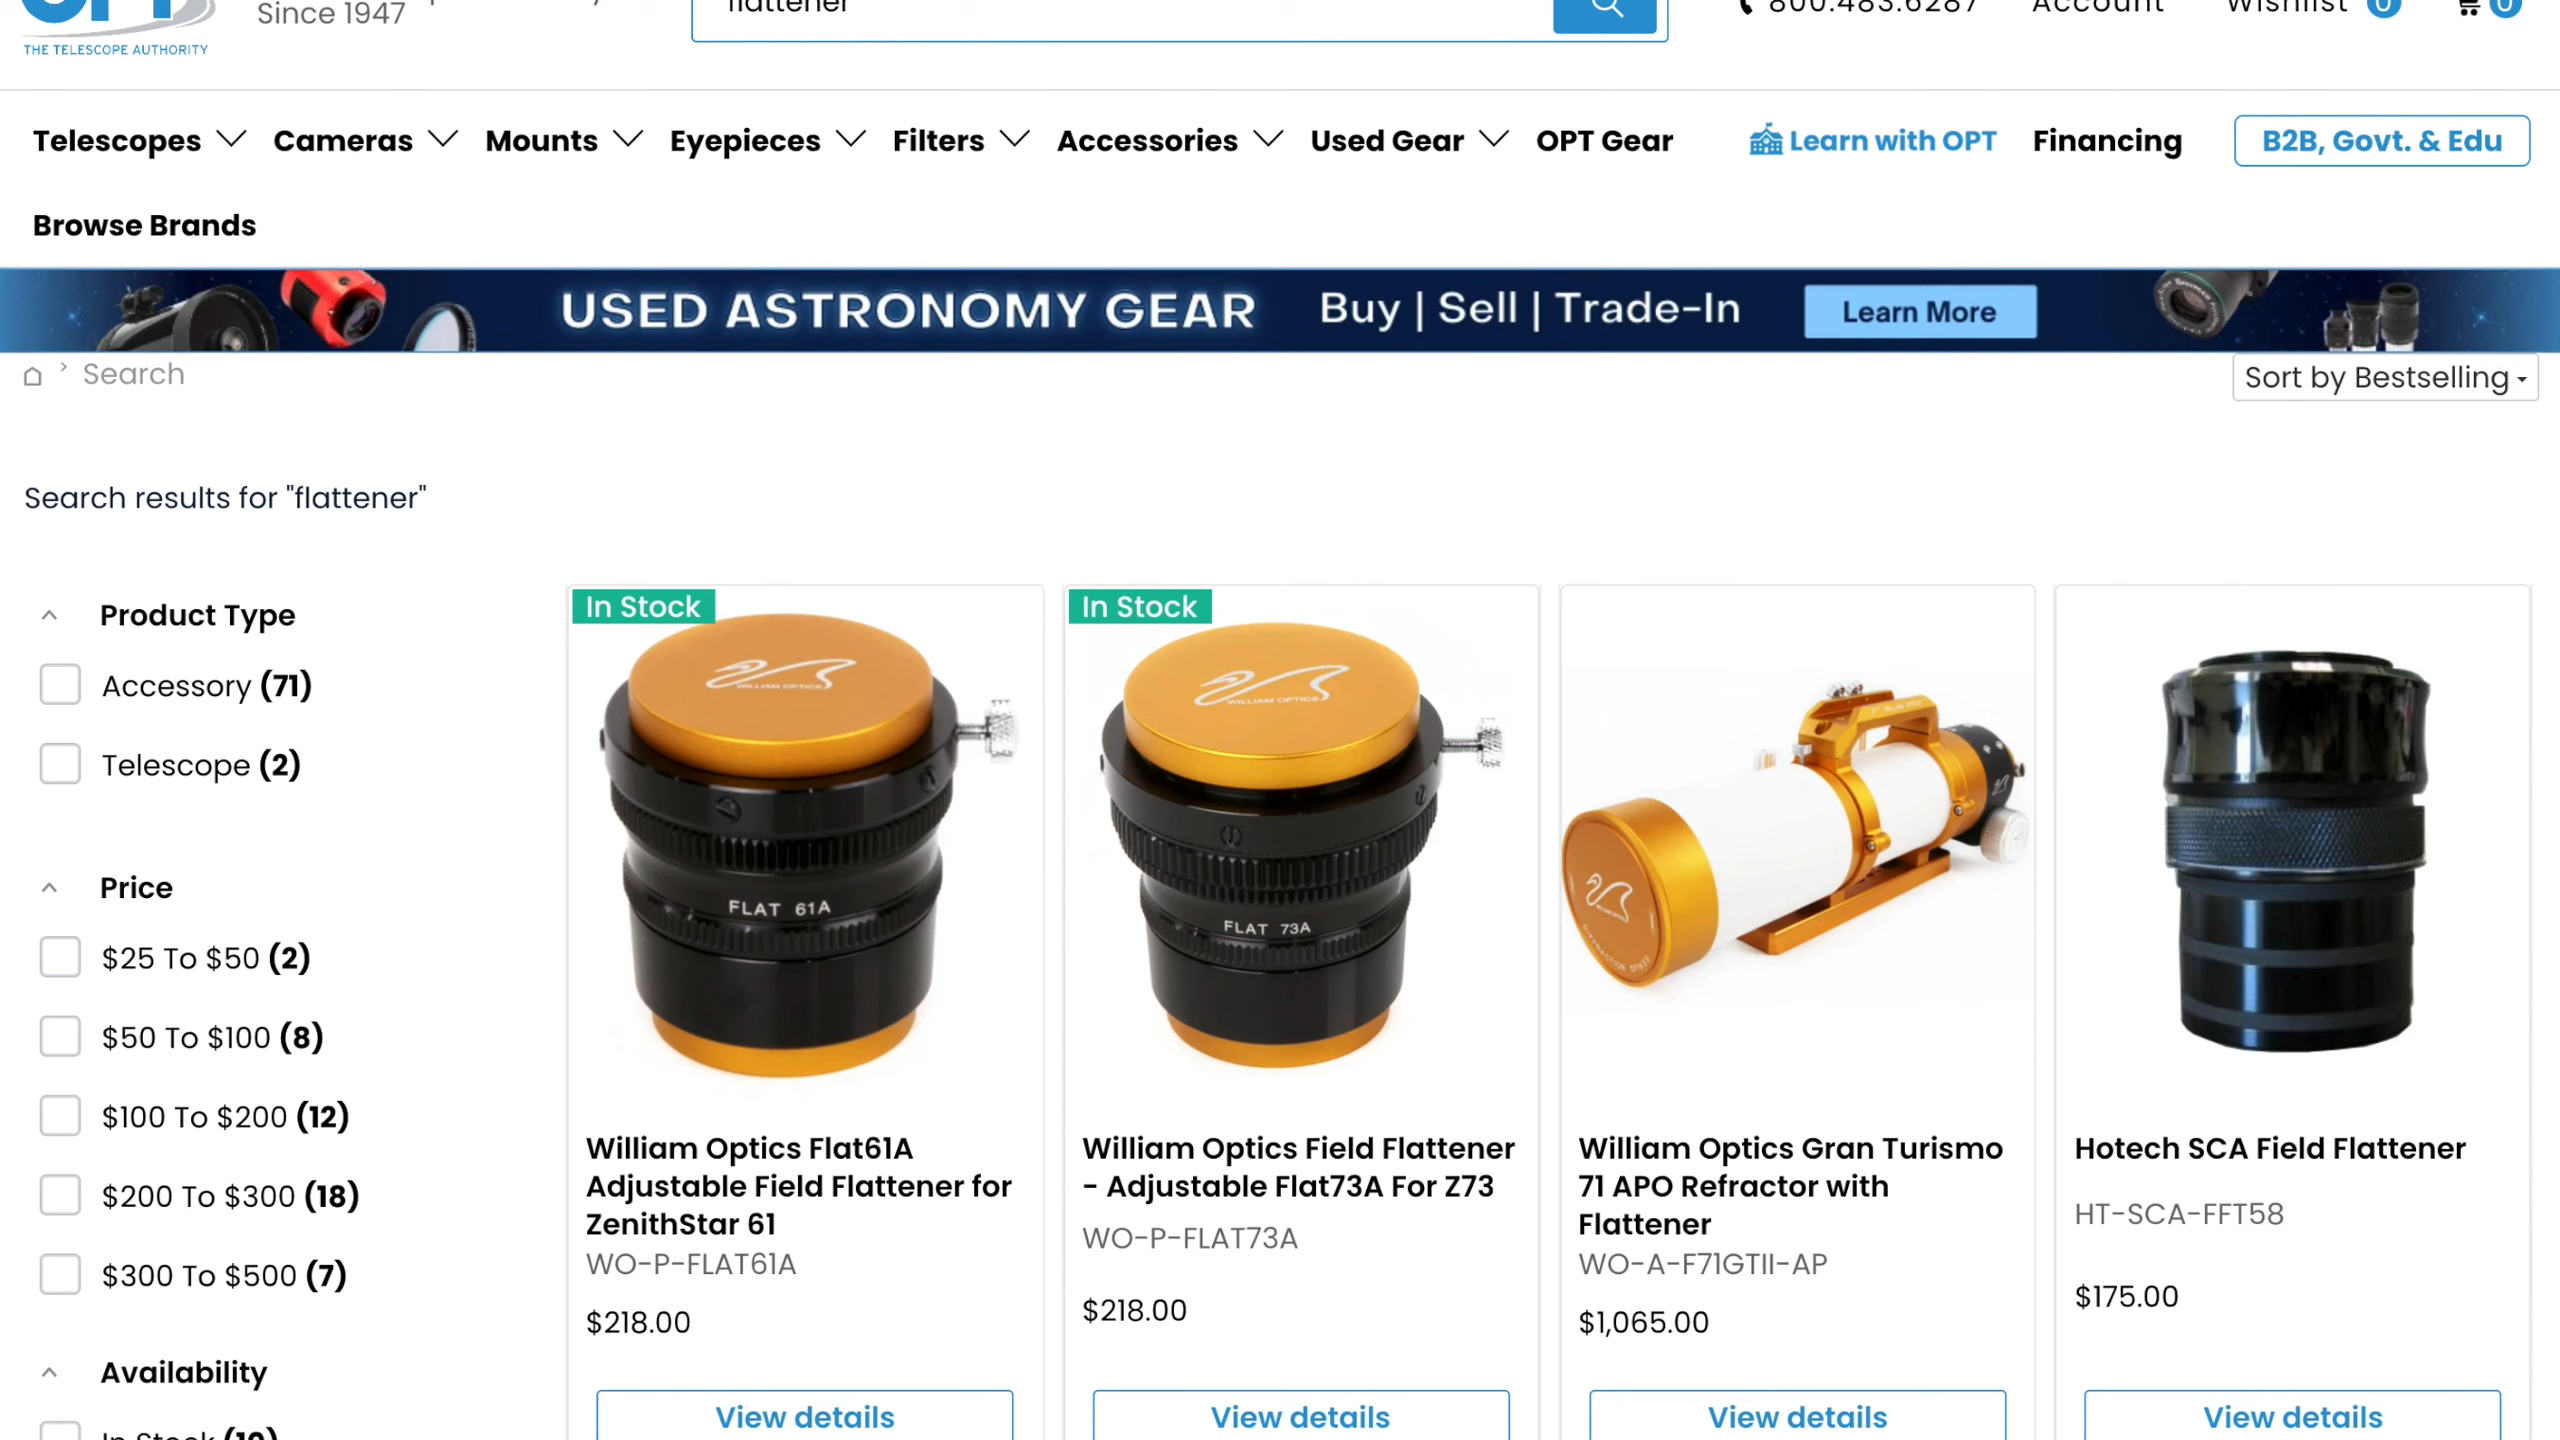 Since 1947
THE TELESCOPE AUTHORITY
flattener
800.483.6287
Account
Wishlist 0
0
Telescopes
Cameras
Mounts
Eyepieces
Filters
Accessories
Used Gear
OPT Gear
Learn with OPT
Financing
B2B, Govt. & Edu
Browse Brands
USED ASTRONOMY GEAR
Buy | Sell | Trade-In
Learn More
Search
Sort by Bestselling
Search results for "flattener"
Product Type
Accessory (71)
Telescope (2)
Price
$25 To $50 (2)
$50 To $100 (8)
$100 To $200 (12)
$200 To $300 (18)
$300 To $500 (7)
Availability
In Stock
WILLIAM OPTICS
FLAT 61A
William Optics Flat61A
Adjustable Field Flattener for
ZenithStar 61
WO-P-FLAT61A
$218.00
View details
In Stock
WILLIAM OPTICS
FLAT 73A
William Optics Field Flattener
- Adjustable Flat73A For Z73
WO-P-FLAT73A
$218.00
View details
William Optics Gran Turismo
71 APO Refractor with
Flattener
WO-A-F71GTII-AP
$1,065.00
View details
Hotech SCA Field Flattener
HT-SCA-FFT58
$175.00
View details